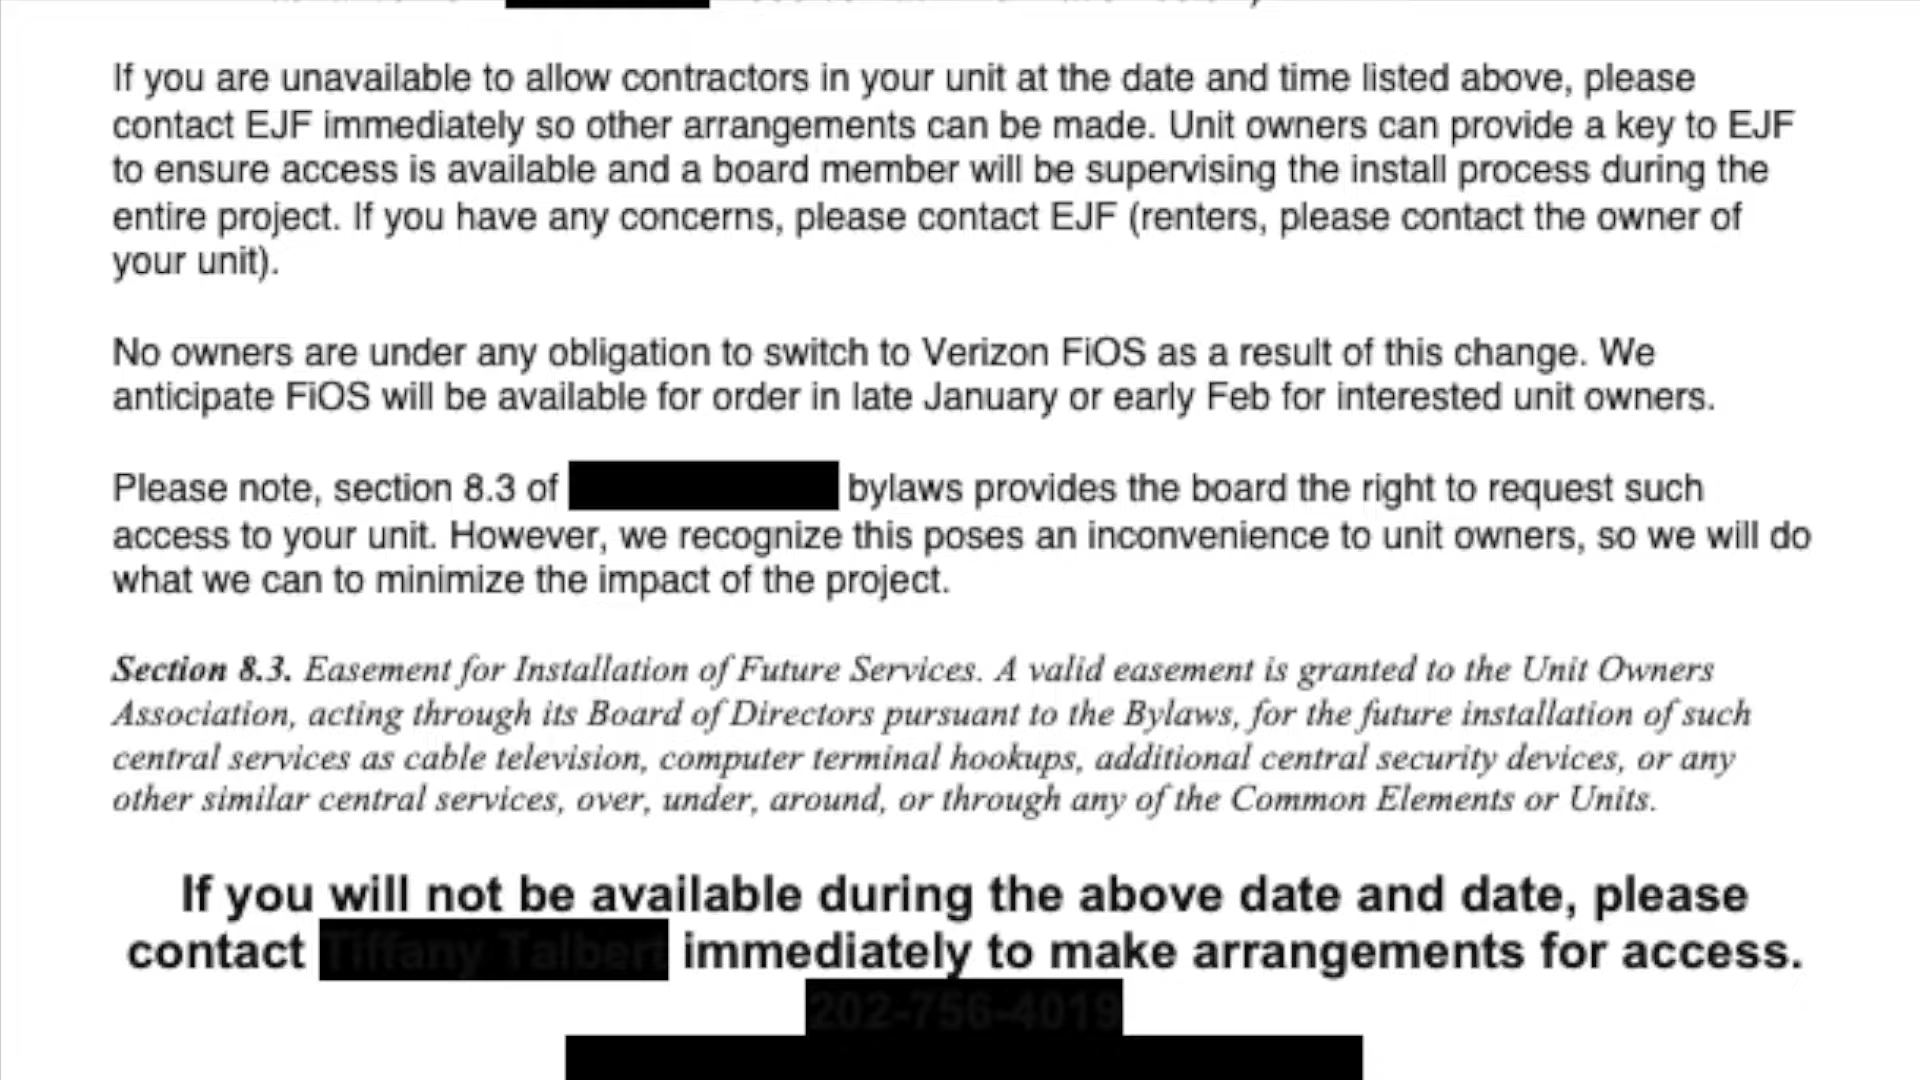 If you are unavailable to allow contractors in your unit at the date and time listed above, please
contact EJF immediately so other arrangements can be made. Unit owners can provide a key to EJF
to ensure access is available and a board member will be supervising the install process during the
entire project. If you have any concerns, please contact EJF (renters, please contact the owner of
your unit).
No owners are under any obligation to switch to Verizon FiOS as a result of this change. We
anticipate FiOS will be available for order in late January or early Feb for interested unit owners.
Please note, section 8.3 of bylaws provides the board the right to request such
access to your unit. However, we recognize this poses an inconvenience to unit owners, so we will do
what we can to minimize the impact of the project.
Section 8.3. Easement for Installation of Future Services. A valid easement is granted to the Unit Owners
Association, acting through its Board of Directors pursuant to the Bylaws, for the future installation of such
central services as cable television, computer terminal hookups, additional central security devices, or any
other similar central services, over, under, around, or through any of the Common Elements or Units.
If you will not be available during the above date and date, please
contact immediately to make arrangements for access.